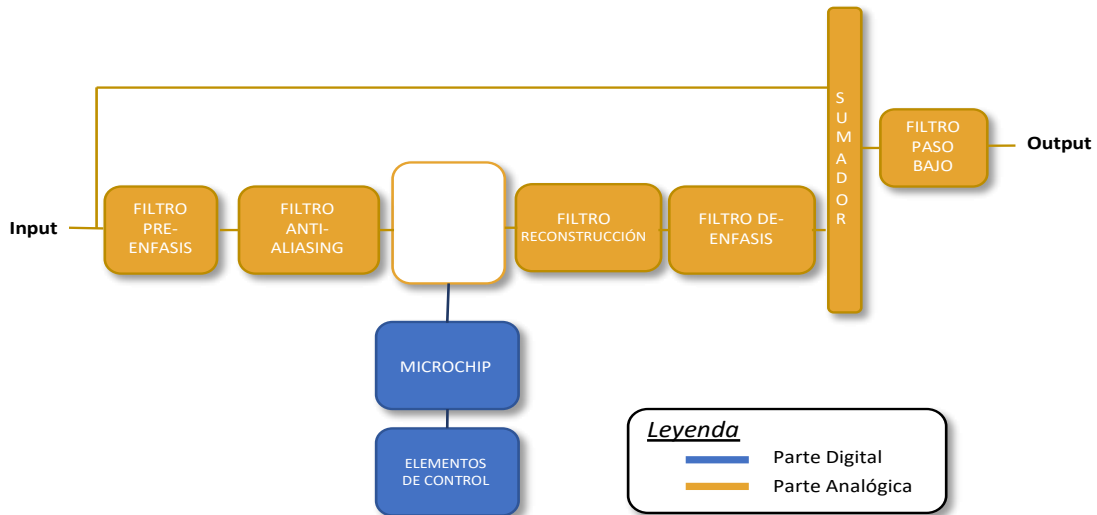 Input
FILTRO
PRE-
ENFASIS
FILTRO
ANTI-
ALIASING
FILTRO
RECONSTRUCCIÓN
FILTRO DE-
ENFASIS
S
U
M
A
D
O
R
FILTRO
PASO
BAJO
Output
MICROCHIP
ELEMENTOS
DE CONTROL
Leyenda
Parte Digital
Parte Analógica